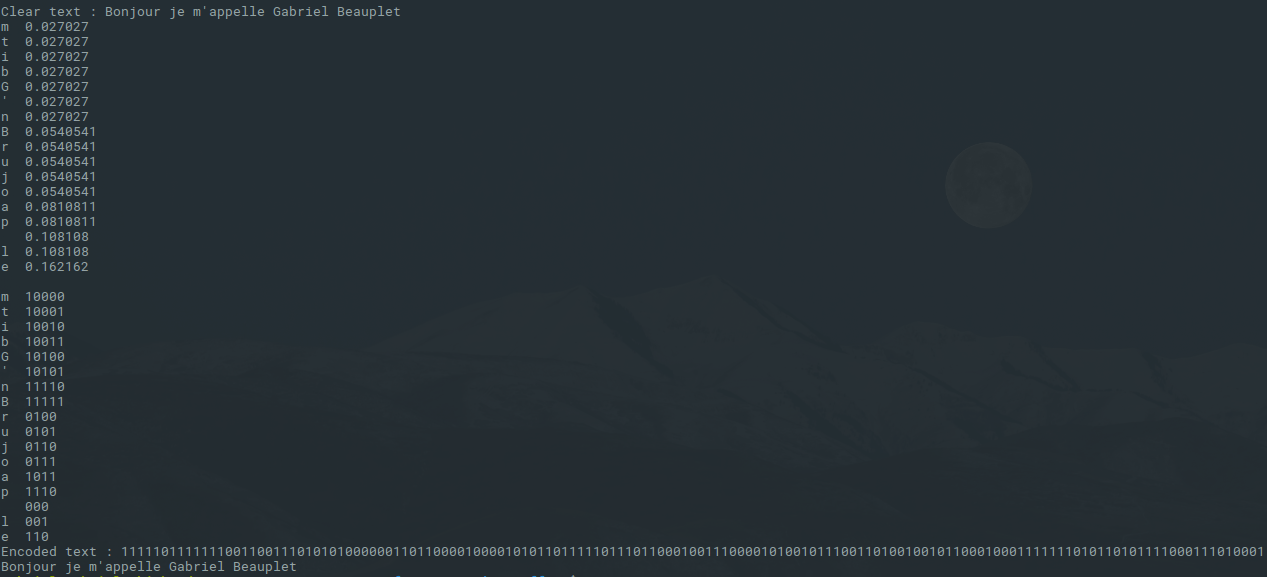 Clear text : Bonjour je m'appelle Gabriel Beauplet
m 0.027027
t 0.027027
i 0.027027
b 0.027027
G 0.027027
' 0.027027
n 0.027027
B 0.0540541
r 0.0540541
u 0.0540541
j 0.0540541
o 0.0540541
a 0.0810811
p 0.0810811
0.108108
l 0.108108
e 0.162162
m 10000
t 10001
i 10010
b 10011
G 10100
' 10101
n 11110
B 11111
r 0100
u 0101
j 0110
o 0111
a 1011
p 1110
000
l 001
e 110
Encoded text : 11111011111110011001110101010000000110110000100001010110111110111011000100111000010100101110011010010010110001000111111101011010111100011101​0001
Bonjour je m'appelle Gabriel Beauplet